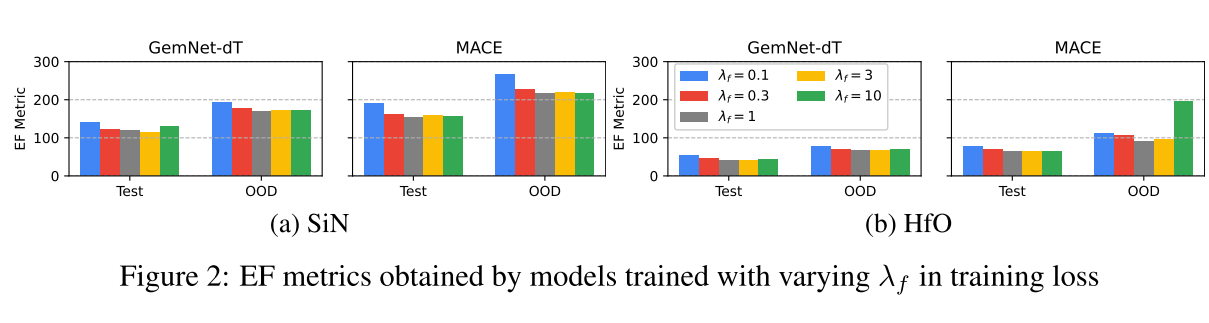 GemNet-dT
MACE
GemNet-dT
MACE
EF Metric
300
200
100
0
Test
OOD
Test
OOD
EF Metric
300
200
100
0
λf = 0.1
λf = 0.3
λf = 1
λf = 3
λf = 10
Test
OOD
Test
OOD
(a) SiN
(b) HfO
Figure 2: EF metrics obtained by models trained with varying λf in training loss